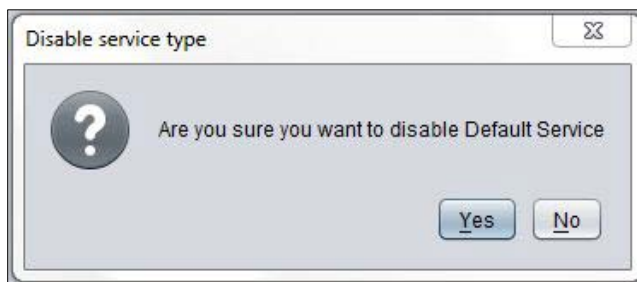 Disable service type
Are you sure you want to disable Default Service
Yes
No